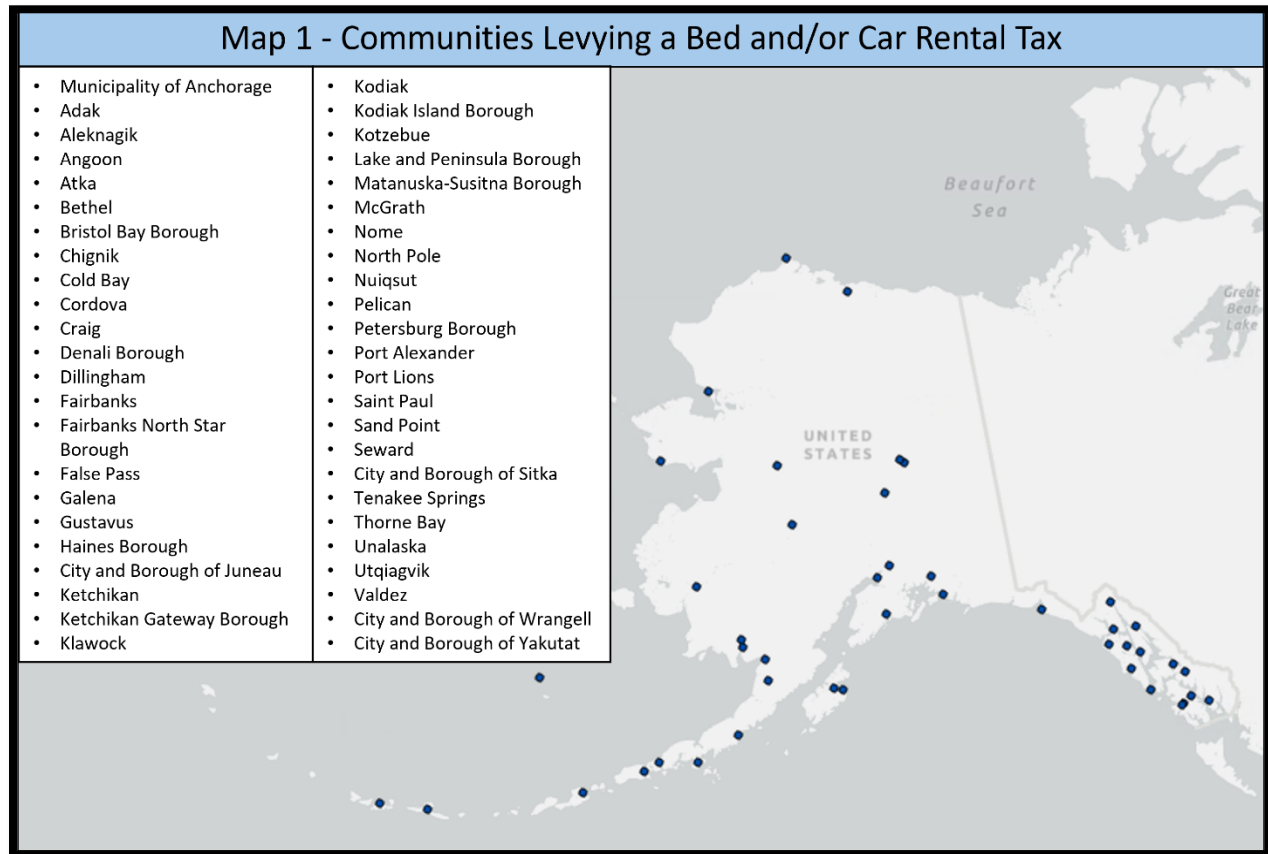 Map 1 - Communities Levying a Bed and/or Car Rental Tax
• Municipality of Anchorage
• Adak
• Aleknagik
• Angoon
• Atka
• Bethel
• Bristol Bay Borough
• Chignik
• Cold Bay
• Cordova
• Craig
• Denali Borough
• Dillingham
• Fairbanks
• Fairbanks North Star
Borough
• False Pass
• Galena
• Gustavus
• Haines Borough
• City and Borough of Juneau
• Ketchikan
• Ketchikan Gateway Borough
• Klawock
• Kodiak
• Kodiak Island Borough
• Kotzebue
• Lake and Peninsula Borough
• Matanuska-Susitna Borough
• McGrath
• Nome
• North Pole
• Nuiqsut
• Pelican
• Petersburg Borough
• Port Alexander
• Port Lions
• Saint Paul
• Sand Point
• Seward
• City and Borough of Sitka
• Tenakee Springs
• Thorne Bay
• Unalaska
• Utqiagvik
• Valdez
• City and Borough of Wrangell
• City and Borough of Yakutat
Beaufort
Sea
Great
Bear
Lake
UNITED
STATES